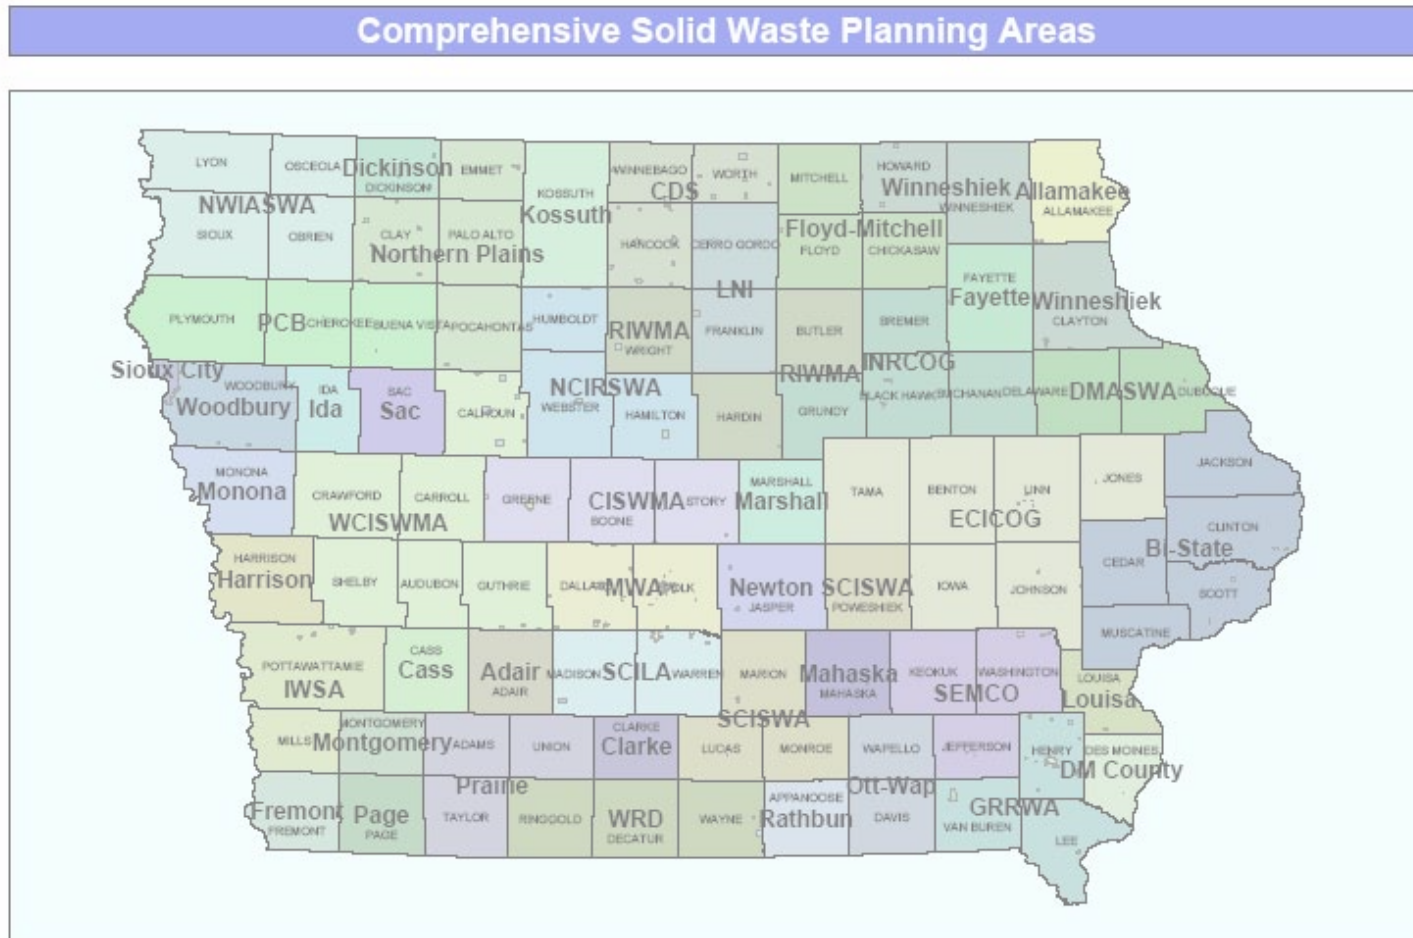 Comprehensive Solid Waste Planning Areas
LYON
OSCEOLA
Dickinson
DICKINSON
EMMET
KOSSUTH
Kossuth
WINNEBAGO
WORTH
CDS
MITCHELL
HOWARD
Winneshiek
WINNESHIEK
Allamakee
ALLAMAKEE
NWIASWA
SIOUX
OBRIEN
CLAY
PALO ALTO
Northern Plains
HANCOCK
CERRO GORDO
Floyd-Mitchell
FLOYD
CHICKASAW
LNI
FAYETTE
Fayette
Winneshiek
CLAYTON
PLYMOUTH
PCB
CHEROKEE
BUENA VISTA
POCAHONTAS
HUMBOLDT
RIWMA
WRIGHT
FRANKLIN
BUTLER
BREMER
INRCOG
RIWMA
Sioux City
WOODBURY
Woodbury
IDA
Ida
SAC
Sac
CALHOUN
NCIRSWA
WEBSTER
HAMILTON
HARDIN
GRUNDY
BLACK HAWK
BUCHANAN
DELAWARE
DMASWA
DUBUQUE
MONONA
Monona
CRAWFORD
CARROLL
WCISWMA
GREENE
CISWMA
BOONE
STORY
MARSHALL
Marshall
TAMA
BENTON
LINN
ECICOG
JONES
JACKSON
CLINTON
Bi-State
CEDAR
SCOTT
MUSCATINE
HARRISON
Harrison
SHELBY
AUDUBON
GUTHRIE
DALLAS
MWA
POLK
Newton
JASPER
SCISWA
POWESHIEK
IOWA
JOHNSON
POTTAWATTAMIE
IWSA
CASS
Cass
Adair
ADAIR
MADISON
SCILA
WARREN
MARION
Mahaska
MAHASKA
KEOKUK
WASHINGTON
SEMCO
LOUISA
Louisa
SCISWA
MILLS
MONTGOMERY
Montgomery
ADAMS
UNION
CLARKE
Clarke
LUCAS
MONROE
WAPELLO
JEFFERSON
HENRY
DES MOINES
DM County
Prairie
Ott-Wap
Fremont
FREMONT
Page
PAGE
TAYLOR
RINGGOLD
WRD
DECATUR
WAYNE
APPANOOSE
Rathbun
DAVIS
GRRWA
VAN BUREN
LEE